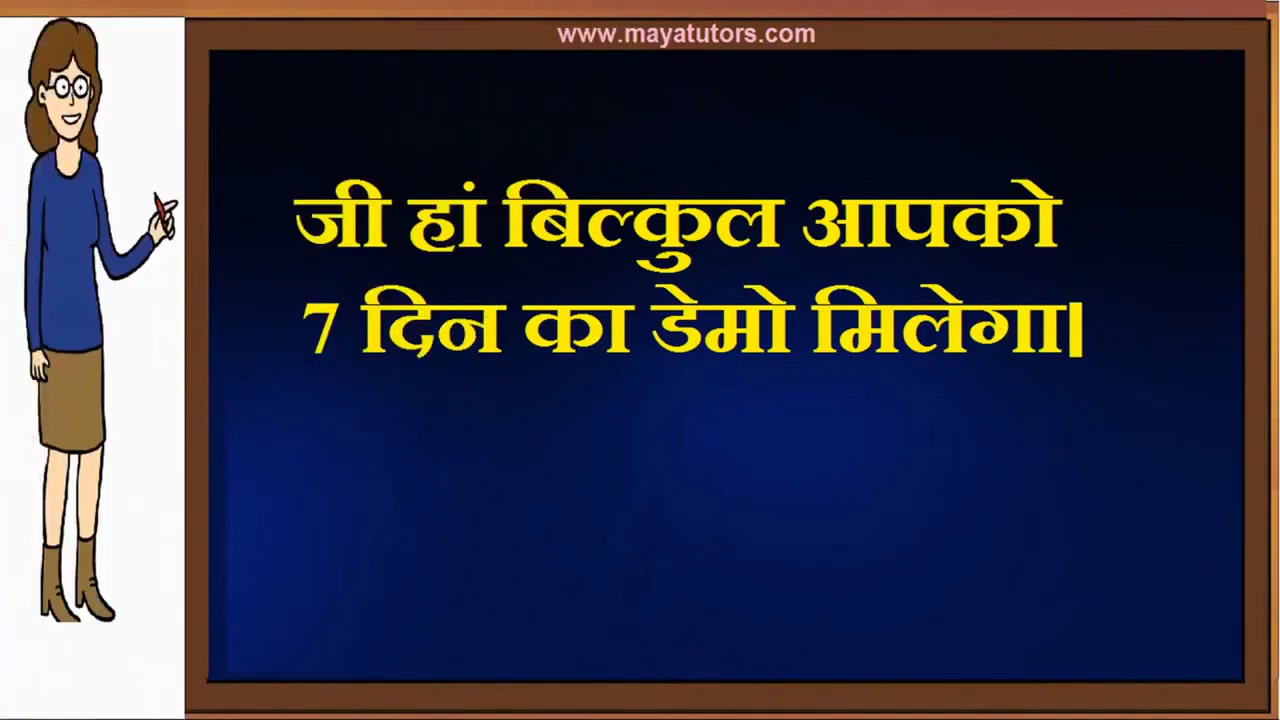 www.mayatutors.com
जी हां बिल्कुल आपको
7 दिन का डेमो मिलेगा।